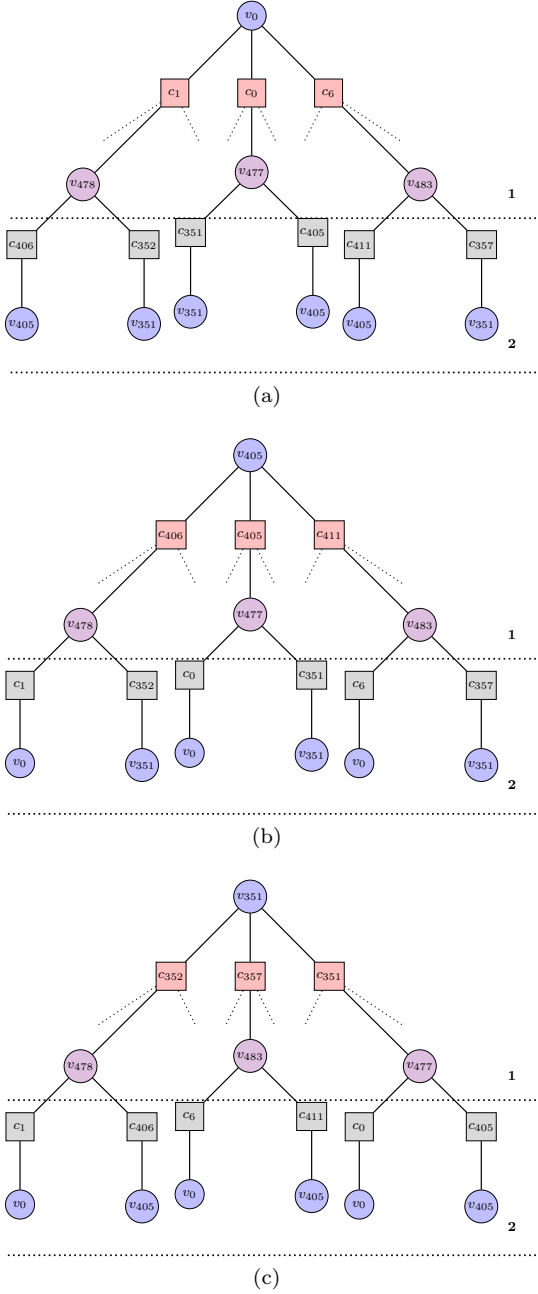 v0
c1 c0 c6
v478 v477 v483
1
c406 c352 c351 c405 c411 c357
v405 v351 v351 v405 v405 v351
2
(a)
v405
c406 c405 c411
v478 v477 v483
1
c1 c352 c0 c351 c6 c357
v0 v351 v0 v351 v0 v351
2
(b)
v351
c352 c357 c351
v478 v483 v477
1
c1 c406 c6 c411 c0 c405
v0 v405 v0 v405 v0 v405
2
(c)